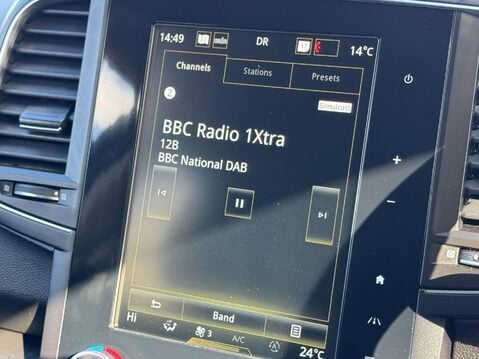 14:49 DR 14°C
Channels Stations Presets
2
Simulcast
BBC Radio 1Xtra
12B
BBC National DAB
Band
HI 3 A/C A 24°C